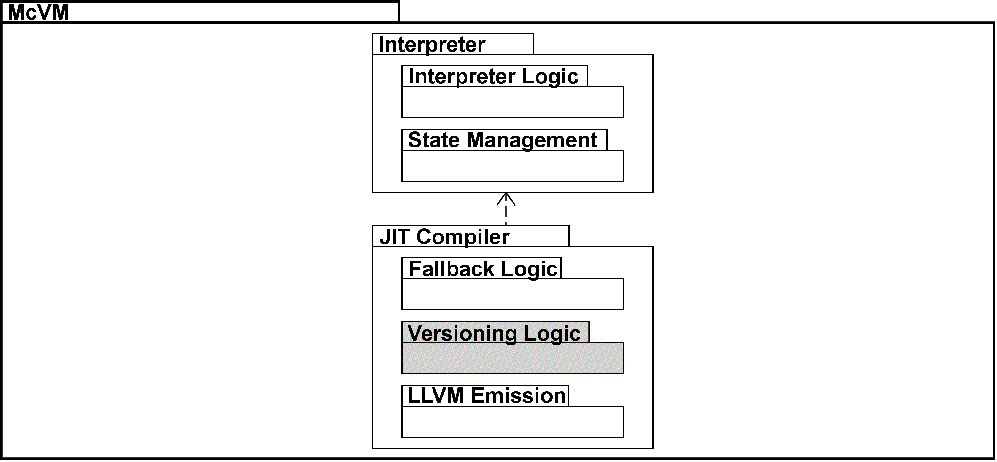 McVM
Interpreter
Interpreter Logic
State Management
JIT Compiler
Fallback Logic
Versioning Logic
LLVM Emission